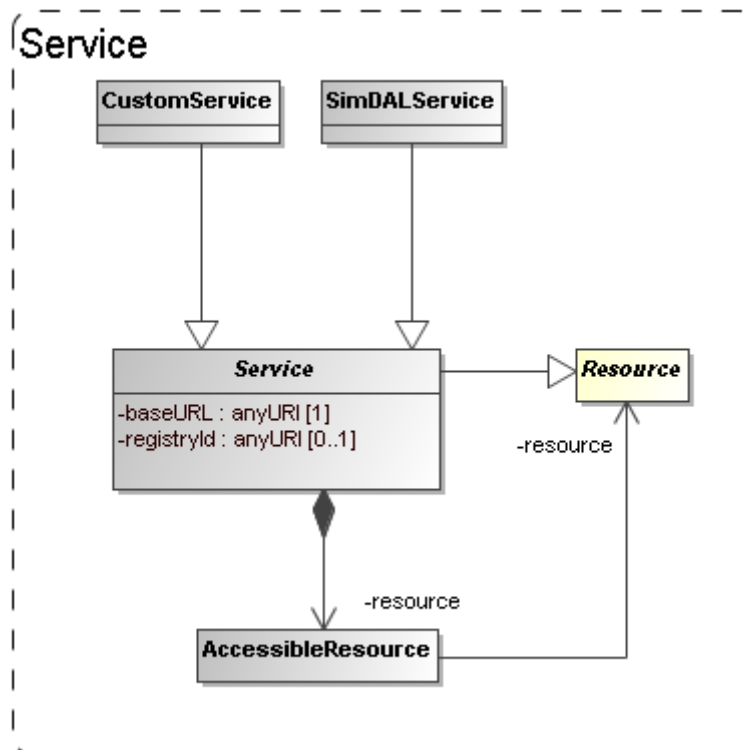 Service
CustomService
SimDALService
Service
-baseURL : anyURI [1]
-registryId : anyURI [0..1]
Resource
-resource
-resource
AccessibleResource